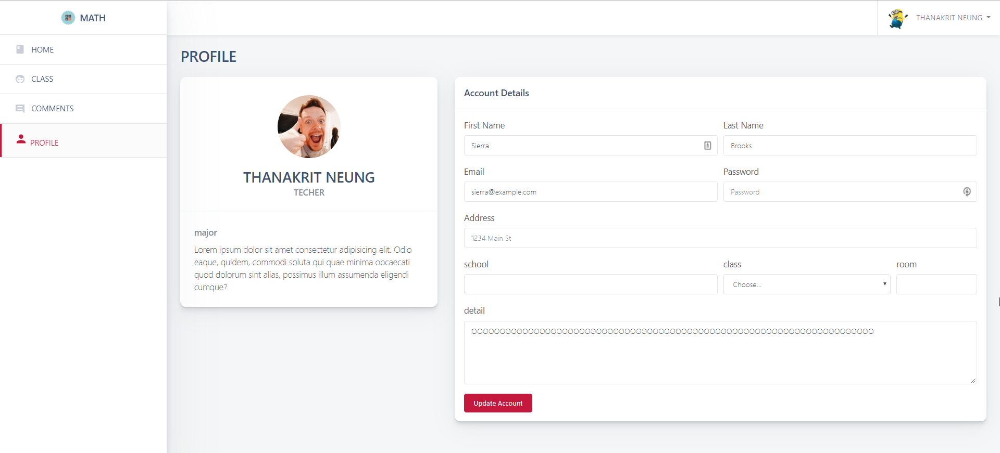 MATH
THANAKRIT NEUNG
HOME
CLASS
COMMENTS
PROFILE
PROFILE
THANAKRIT NEUNG
TECHER
major
Lorem ipsum dolor sit amet consectetur adipisicing elit. Odio
eaque, quidem, commodi soluta qui quae minima obcaecati
quod dolorum sint alias, possimus illum assumenda eligendi
cumque?
Account Details
First Name Last Name
Sierra Brooks
Email Password
sierra@example.com Password
Address
1234 Main St
school class room
Choose...
detail
Update Account